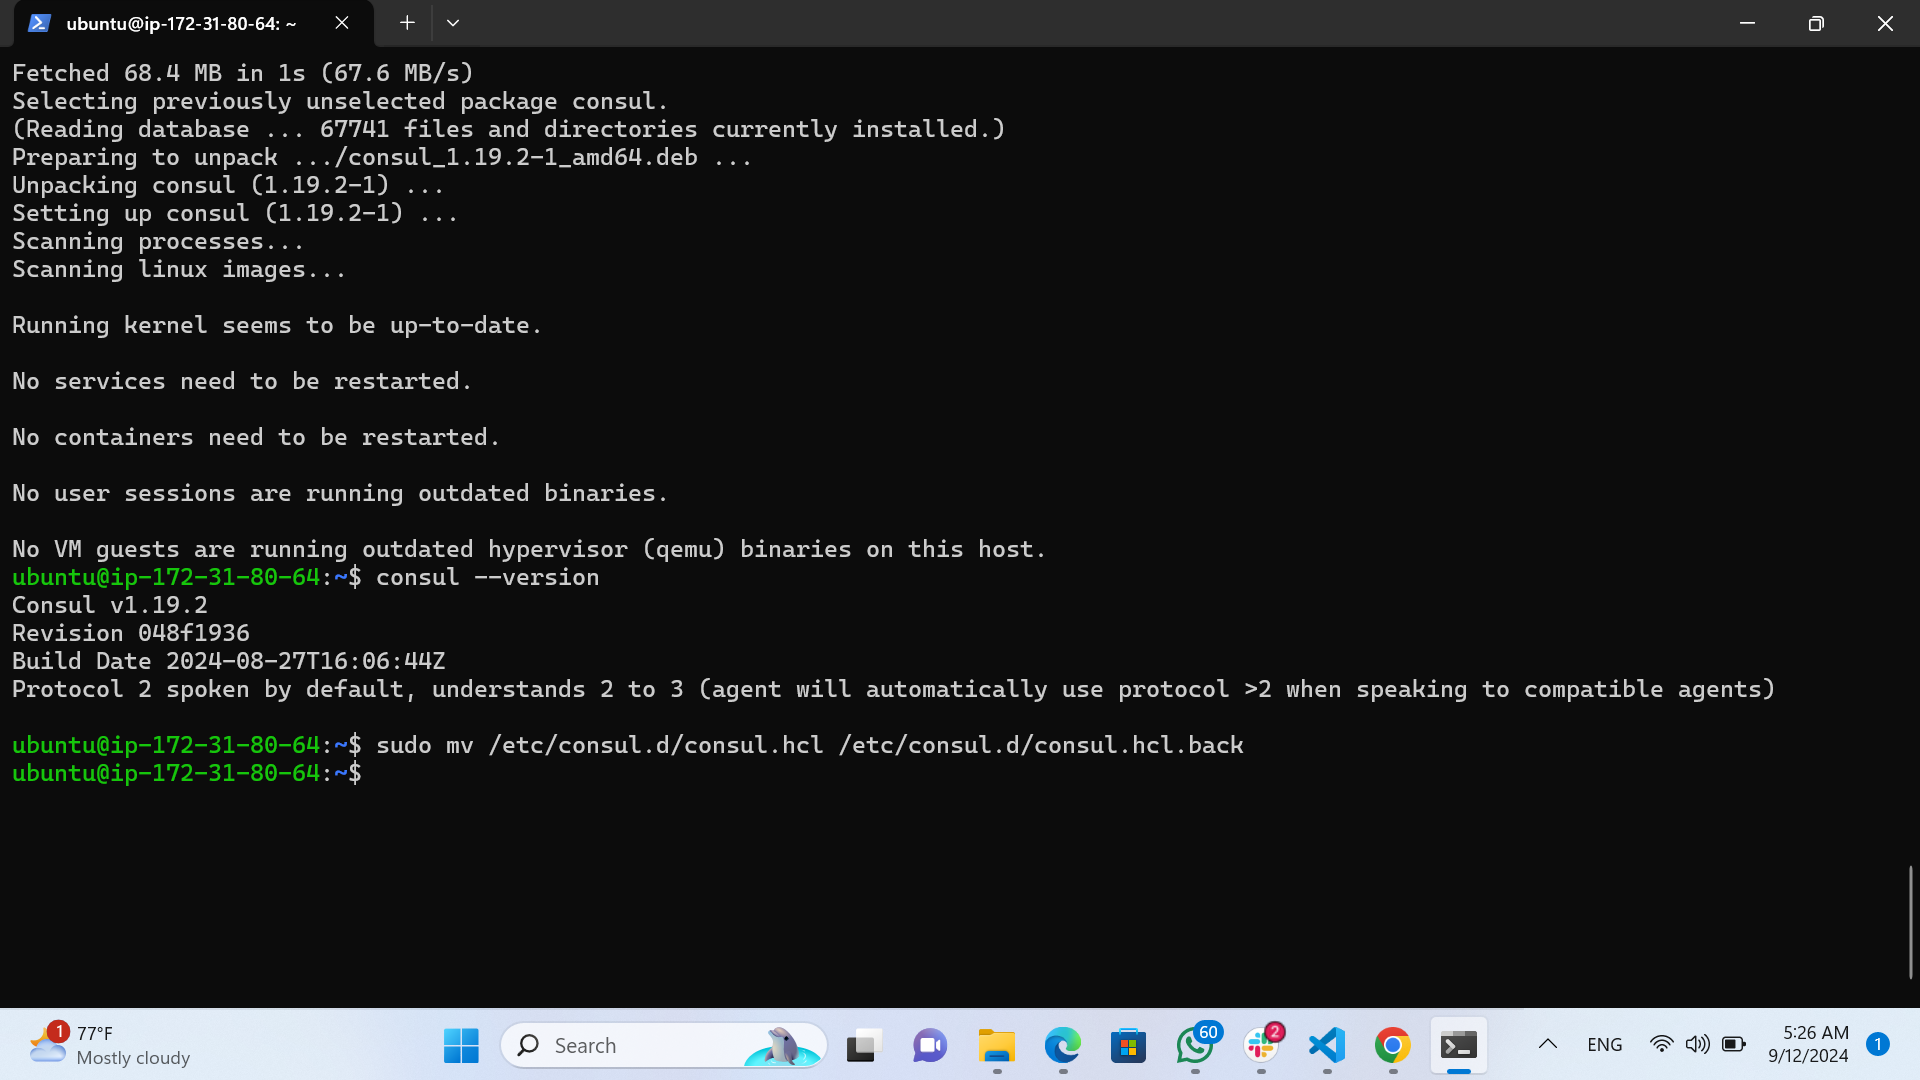 ubuntu@ip-172-31-80-64: ~
Fetched 68.4 MB in 1s (67.6 MB/s)
Selecting previously unselected package consul.
(Reading database ... 67741 files and directories currently installed.)
Preparing to unpack .../consul_1.19.2-1_amd64.deb ...
Unpacking consul (1.19.2-1) ...
Setting up consul (1.19.2-1) ...
Scanning processes...
Scanning linux images...
Running kernel seems to be up-to-date.
No services need to be restarted.
No containers need to be restarted.
No user sessions are running outdated binaries.
No VM guests are running outdated hypervisor (qemu) binaries on this host.
ubuntu@ip-172-31-80-64:~$ consul --version
Consul v1.19.2
Revision 048f1936
Build Date 2024-08-27T16:06:44Z
Protocol 2 spoken by default, understands 2 to 3 (agent will automatically use protocol >2 when speaking to compatible agents)
ubuntu@ip-172-31-80-64:~$ sudo mv /etc/consul.d/consul.hcl /etc/consul.d/consul.hcl.back
ubuntu@ip-172-31-80-64:~$
1 77°F
Mostly cloudy
Search
60
2
ENG
5:26 AM
9/12/2024
1